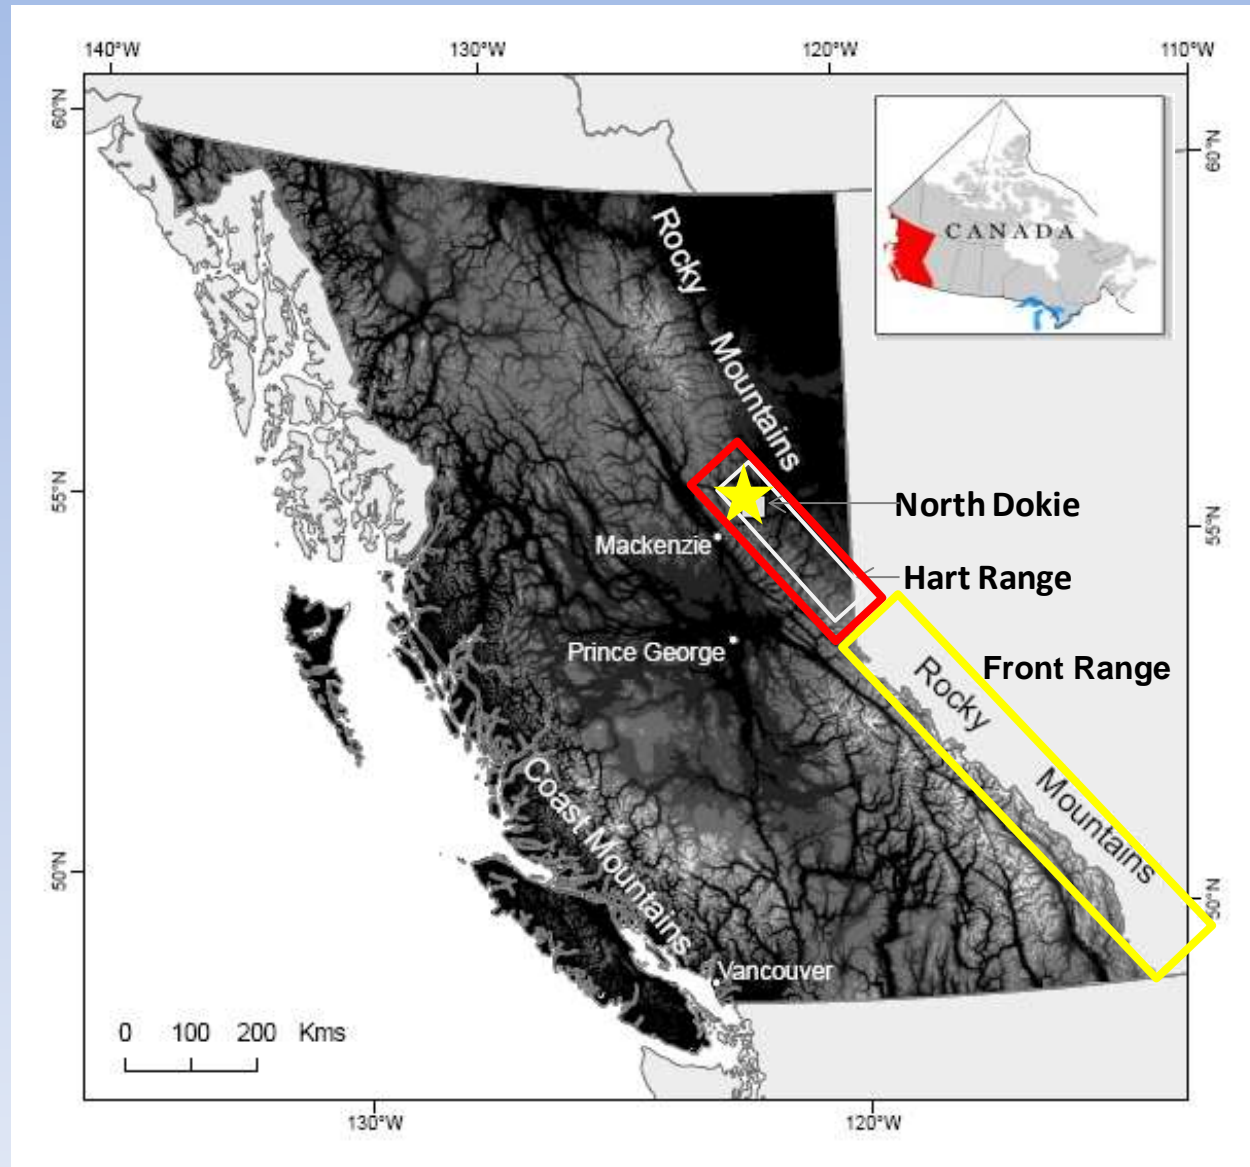 140°W 130°W 120°W 110°W
60°N
60°N
CANADA
Rocky
Mountains
55°N
55°N
North Dokie
Mackenzie
Hart Range
Prince George
Front Range
Rocky
Mountains
Coast Mountains
50°N
50°N
Vancouver
0 100 200 Kms
130°W 120°W